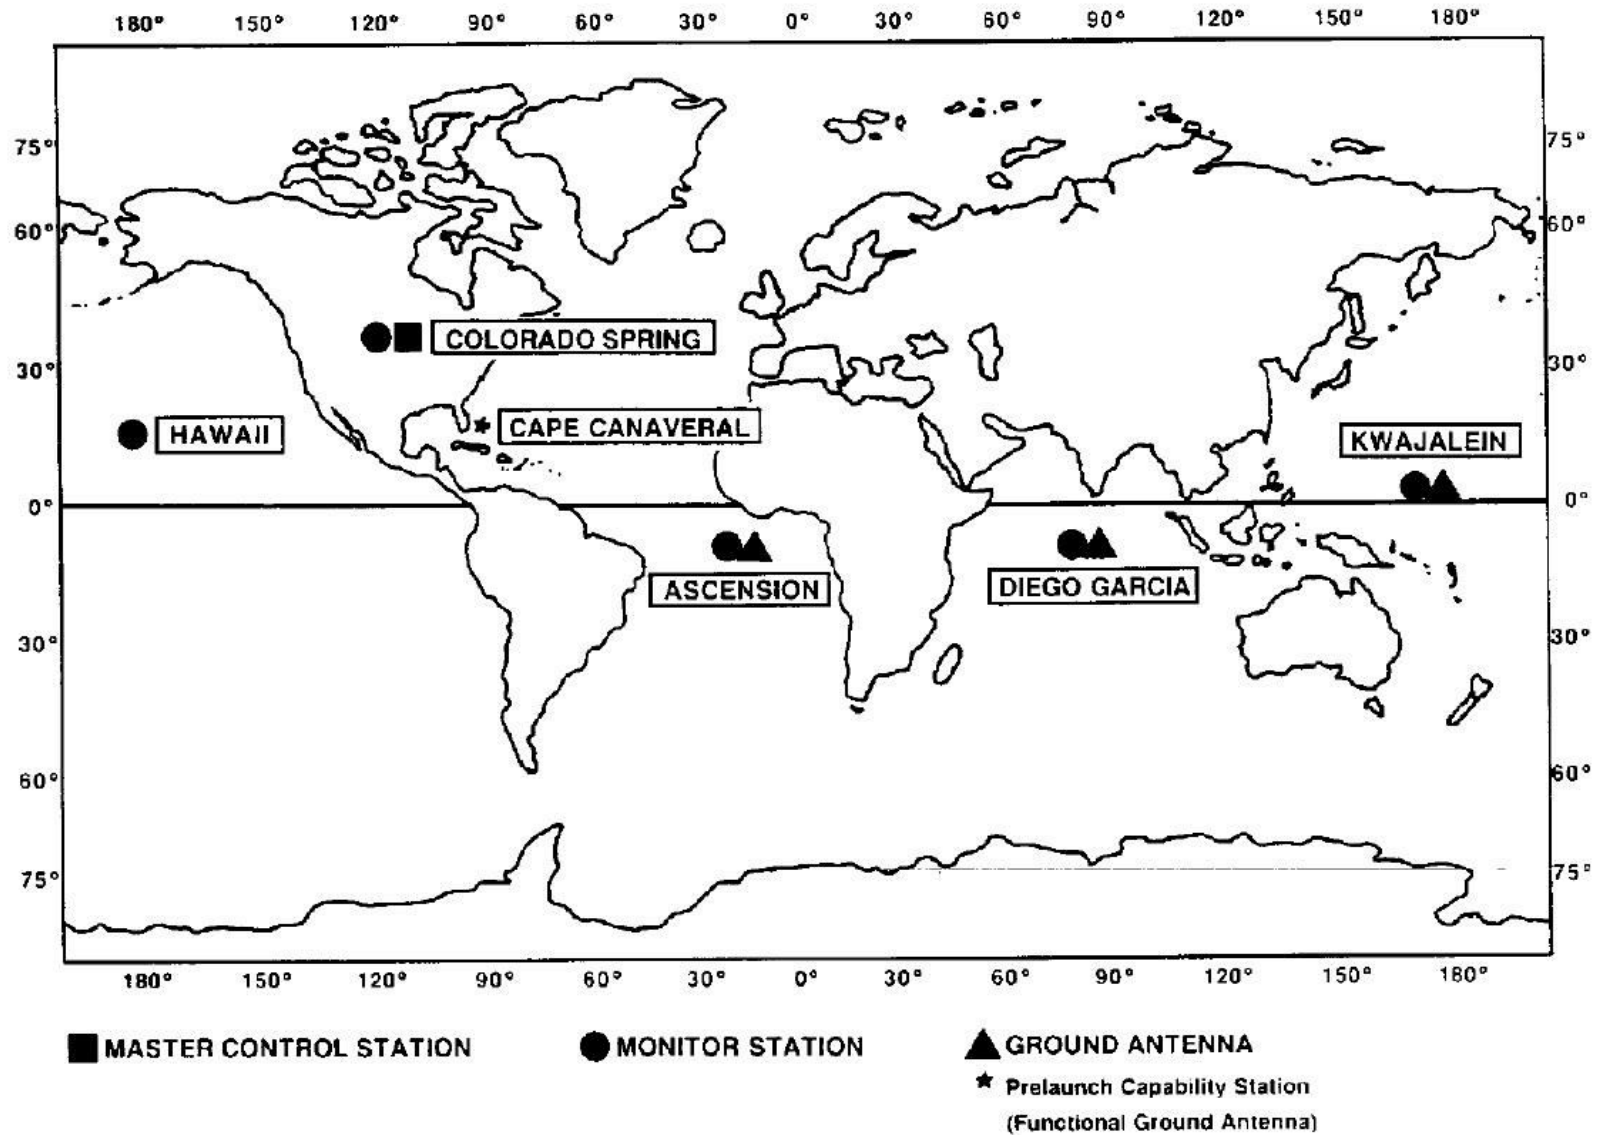 180° 150° 120° 90° 60° 30° 0° 30° 60° 90° 120° 150° 180°
75° 75°
60° 60°
COLORADO SPRING
30° 30°
HAWAII CAPE CANAVERAL KWAJALEIN
0° 0°
ASCENSION DIEGO GARCIA
30° 30°
60° 60°
75° 75°
180° 150° 120° 90° 60° 30° 0° 30° 60° 90° 120° 150° 180°
MASTER CONTROL STATION MONITOR STATION GROUND ANTENNA
Prelaunch Capability Station
(Functional Ground Antenna)